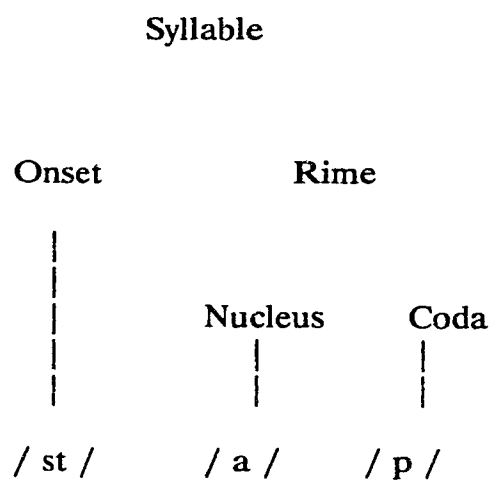 Syllable
Onset Rime
Nucleus Coda
/ st / / a / / p /